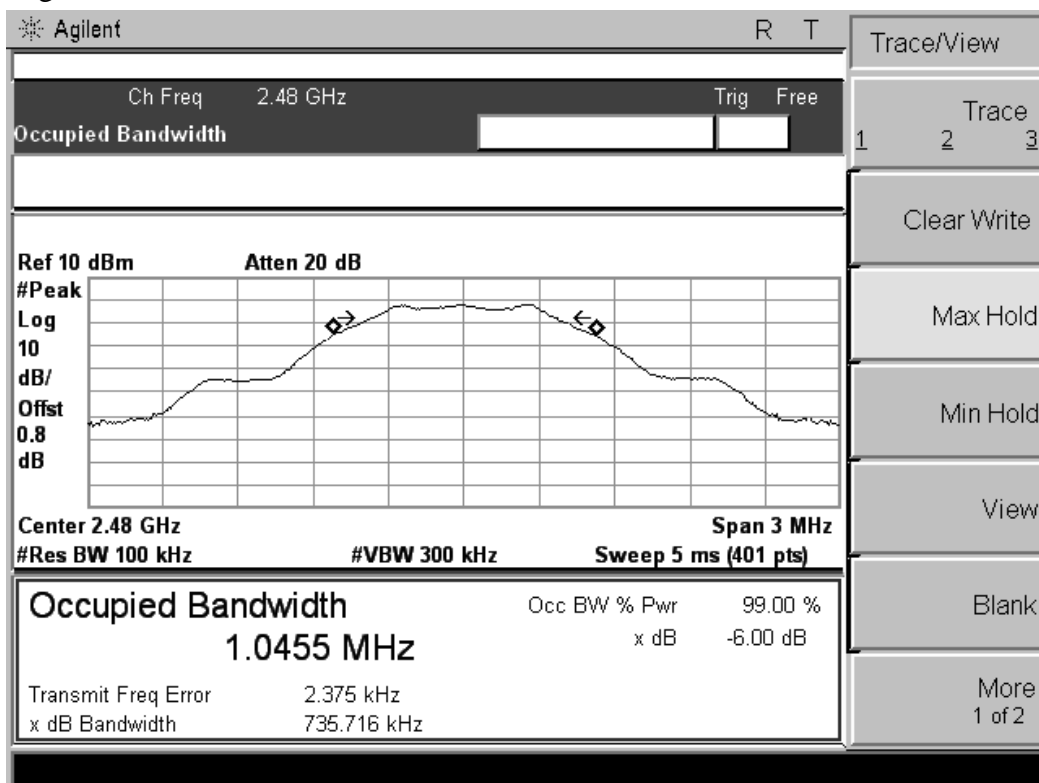 Agilent R T
Ch Freq 2.48 GHz Trig Free
Occupied Bandwidth
Ref 10 dBm Atten 20 dB
#Peak
Log
10
dB/
Offst
0.8
dB
Center 2.48 GHz Span 3 MHz
#Res BW 100 kHz #VBW 300 kHz Sweep 5 ms (401 pts)
Occupied Bandwidth
1.0455 MHz
Occ BW % Pwr 99.00 %
x dB -6.00 dB
Transmit Freq Error 2.375 kHz
x dB Bandwidth 735.716 kHz
Trace/View
Trace
1 2 3
Clear Write
Max Hold
Min Hold
View
Blank
More
1 of 2